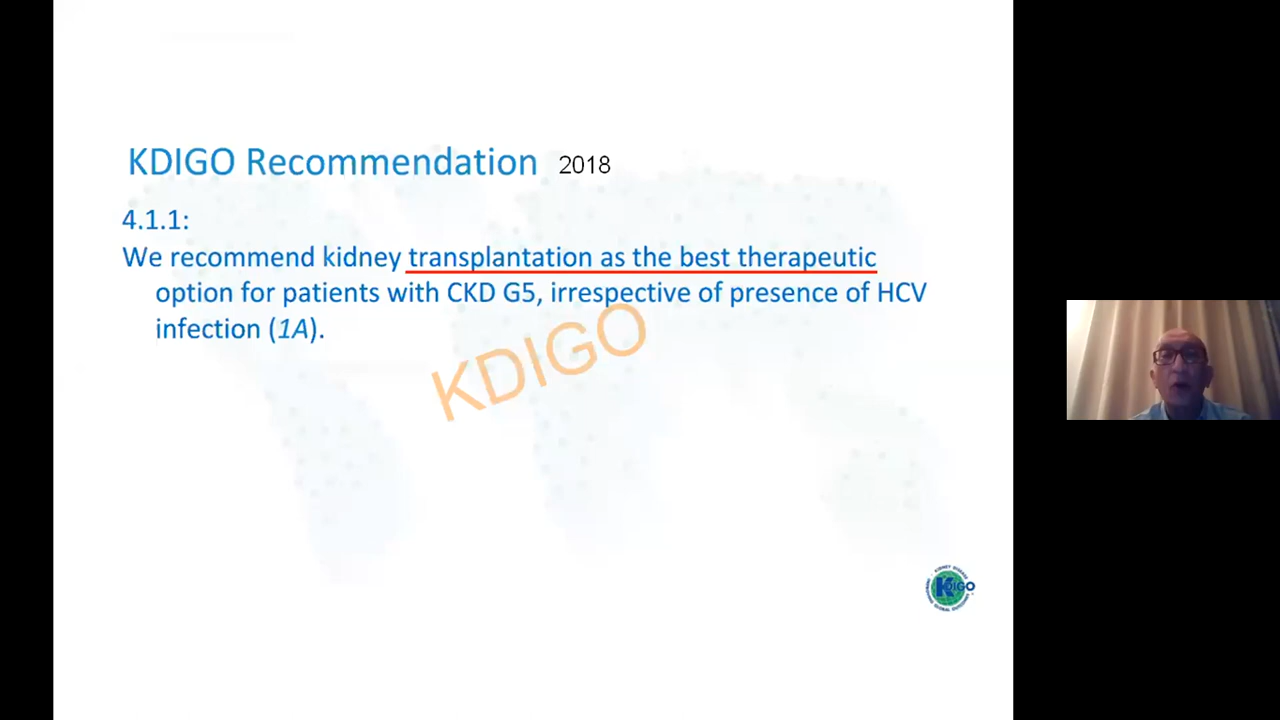 KDIGO Recommendation 2018
4.1.1:
We recommend kidney transplantation as the best therapeutic
option for patients with CKD G5, irrespective of presence of HCV
infection (1A).
KDIGO
KDIGO